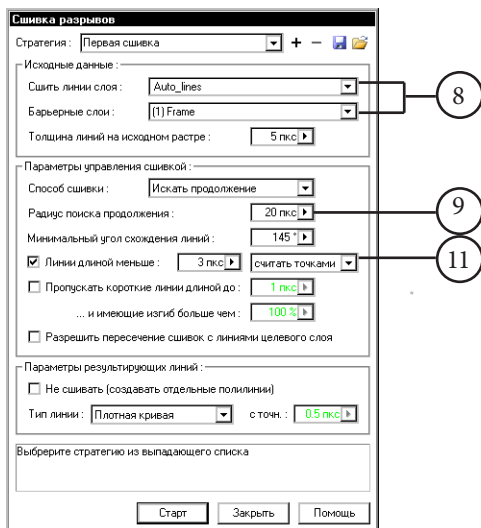 Сшивка разрывов
Стратегия : Первая сшивка
Исходные данные :
Сшить линии слоя : Auto_lines
Барьерные слои : (1) Frame
Толщина линий на исходном растре : 5 пкс
8
Параметры управления сшивкой :
Способ сшивки : Искать продолжение
Радиус поиска продолжения : 20 пкс
9
Минимальный угол схождения линий : 145 °
Линии длиной меньше : 3 пкс считать точками
11
Пропускать короткие линии длиной до : 1 пкс
... и имеющие изгиб больше чем : 100 %
Разрешить пересечение сшивок с линиями целевого слоя
Параметры результирующих линий :
Не сшивать (создавать отдельные полилинии)
Тип линии : Плотная кривая с точн. : 0.5 пкс
Выбрерите стратегию из выпадающего списка
Старт Закрыть Помощь